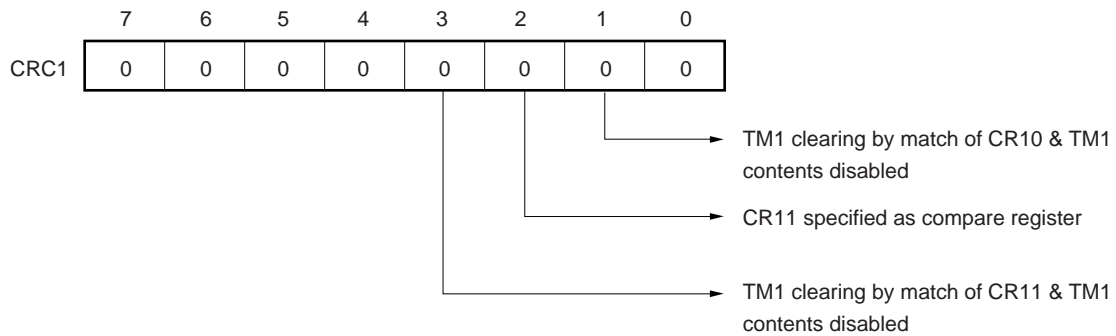 7 6 5 4 3 2 1 0
CRC1 0 0 0 0 0 0 0 0
TM1 clearing by match of CR10 & TM1
contents disabled
CR11 specified as compare register
TM1 clearing by match of CR11 & TM1
contents disabled